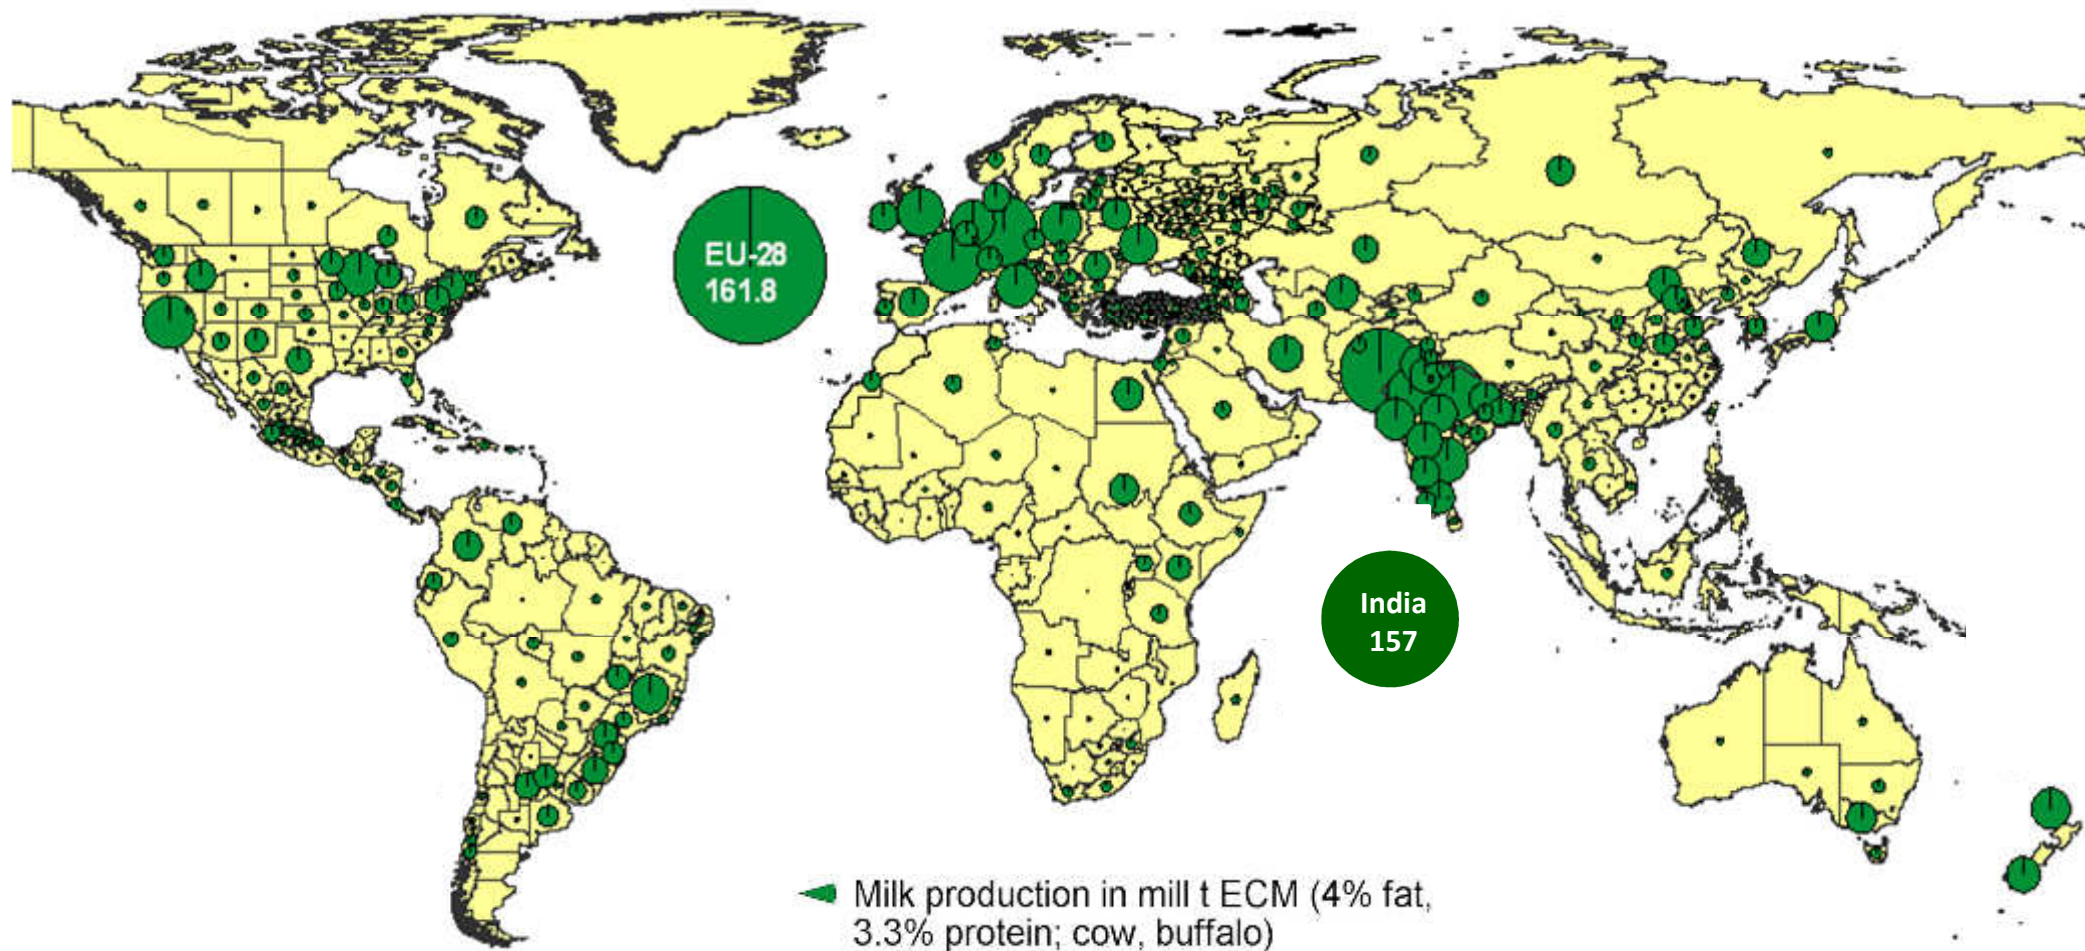 EU-28
161.8
India
157
Milk production in mill t ECM (4% fat,
3.3% protein; cow, buffalo)